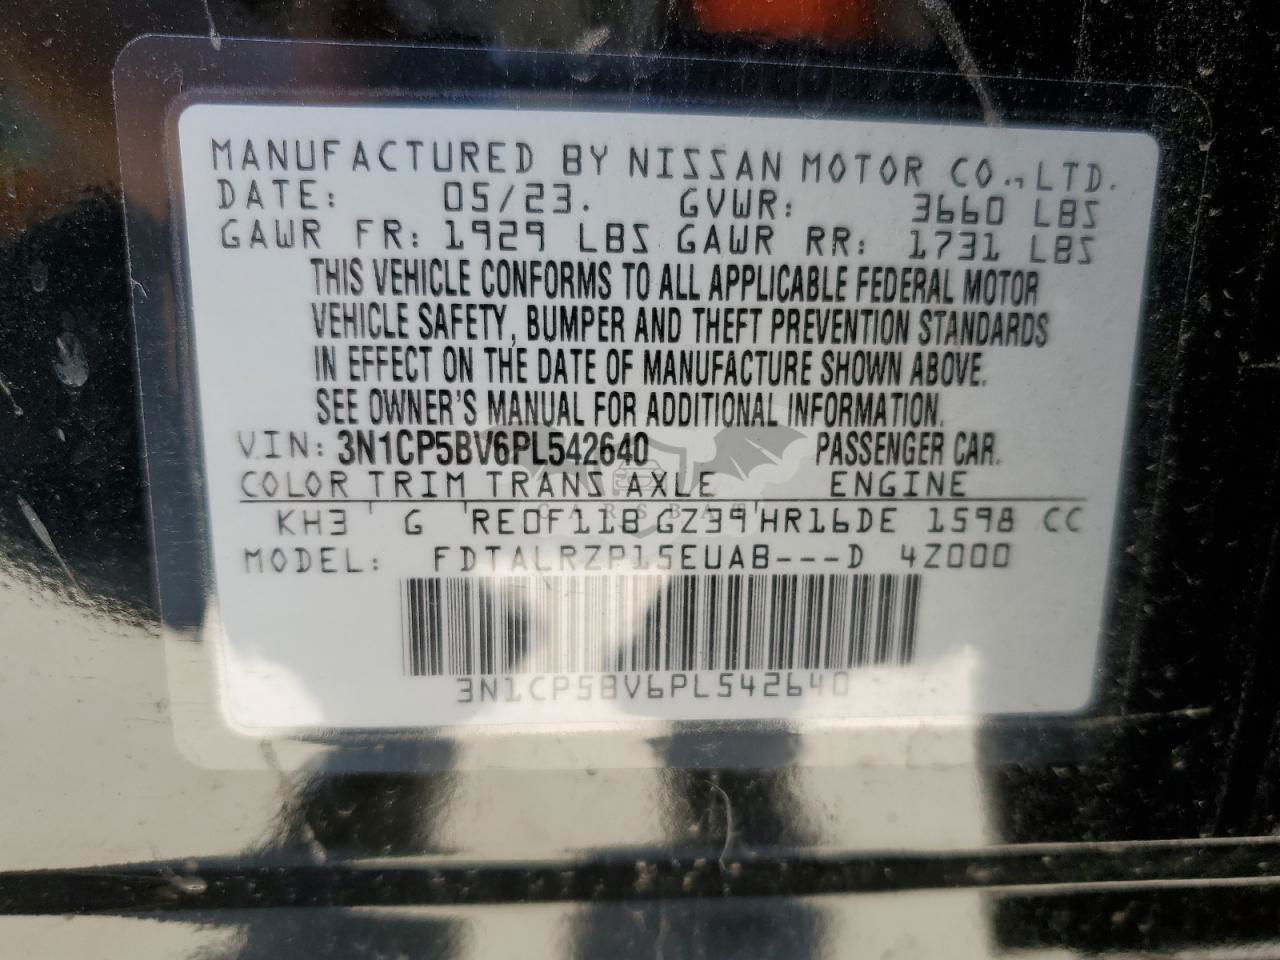 MANUFACTURED BY NISSAN MOTOR CO., LTD.
DATE: 05/23. GVWR: 3660 LBS
GAWR FR: 1929 LBS GAWR RR: 1731 LBS
THIS VEHICLE CONFORMS TO ALL APPLICABLE FEDERAL MOTOR
VEHICLE SAFETY, BUMPER AND THEFT PREVENTION STANDARDS
IN EFFECT ON THE DATE OF MANUFACTURE SHOWN ABOVE.
SEE OWNER'S MANUAL FOR ADDITIONAL INFORMATION.
VIN: 3N1CP5BV6PL542640 PASSENGER CAR.
COLOR TRIM TRANS AXLE ENGINE
KH3 G RE0F11B GZ39 HR16DE 1598 CC
CARSBAT
MODEL: FDTALRZP15EUAB---D 4Z000
3N1CP5BV6PL542640